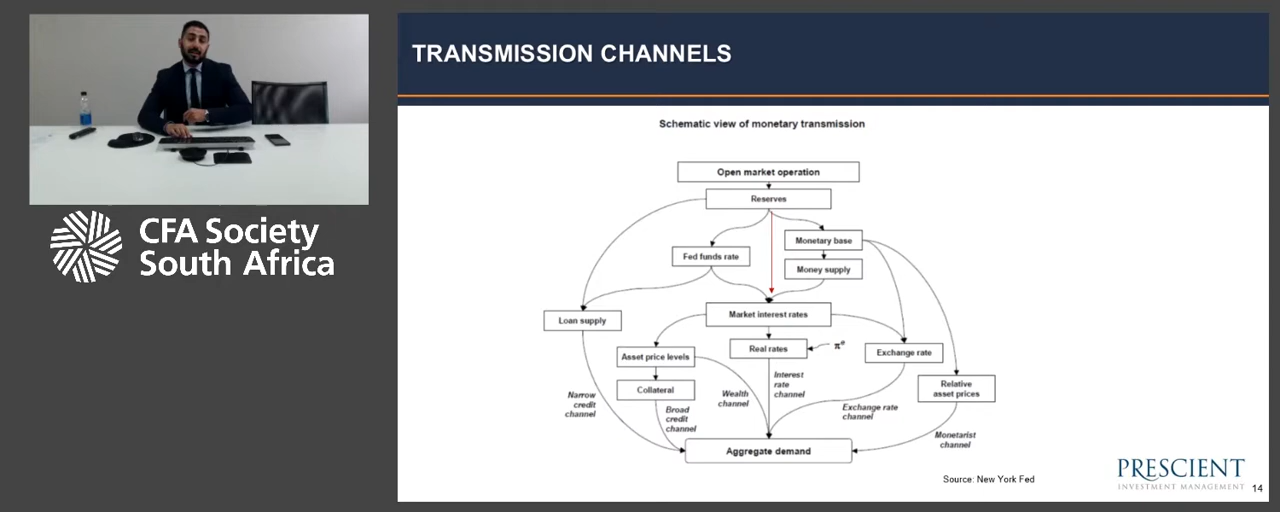 TRANSMISSION CHANNELS
Schematic view of monetary transmission
Open market operation
Reserves
Monetary base
Fed funds rate
Money supply
Loan supply
Market interest rates
Asset price levels
Real rates
πᵉ
Exchange rate
Collateral
Relative
asset prices
Narrow
credit
channel
Broad
credit
channel
Wealth
channel
Interest
rate
channel
Exchange rate
channel
Monetarist
channel
Aggregate demand
Source: New York Fed
PRESCIENT
INVESTMENT MANAGEMENT
14
CFA Society
South Africa